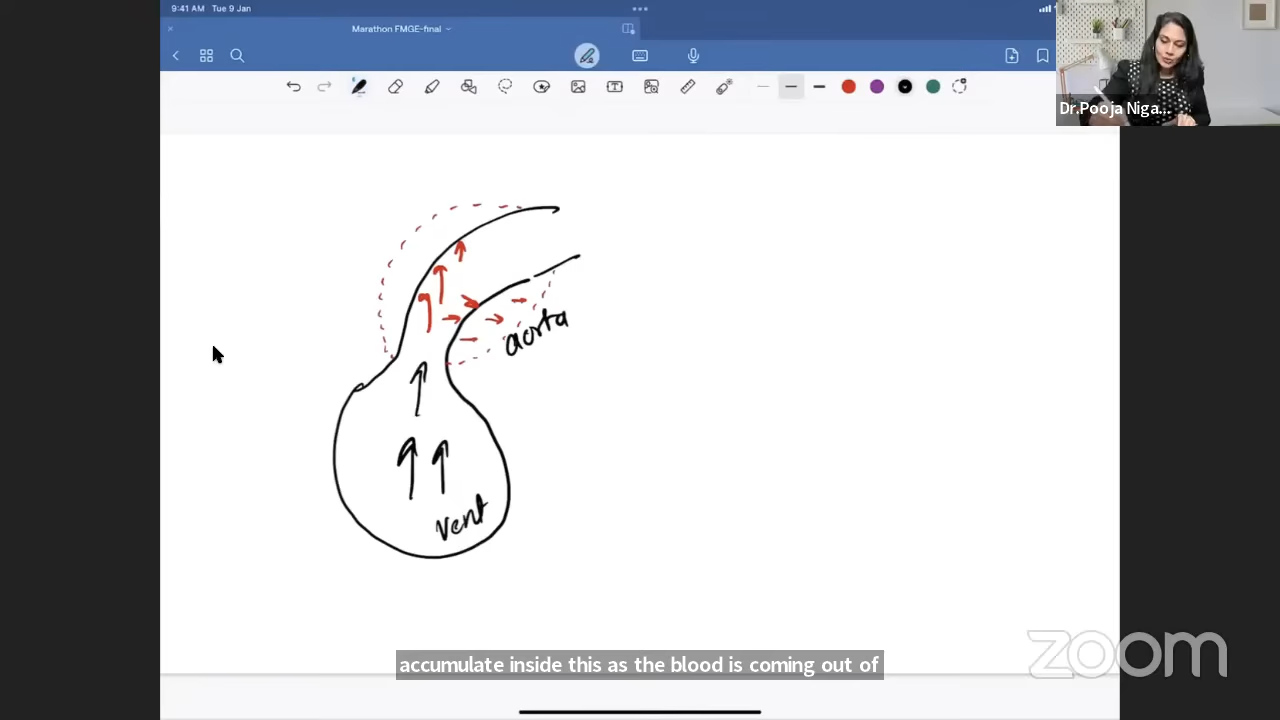 9:41 AM Tue 9 Jan
Marathon FMGE-final
Dr.Pooja Niga...
aorta
vent
accumulate inside this as the blood is coming out of
zoom